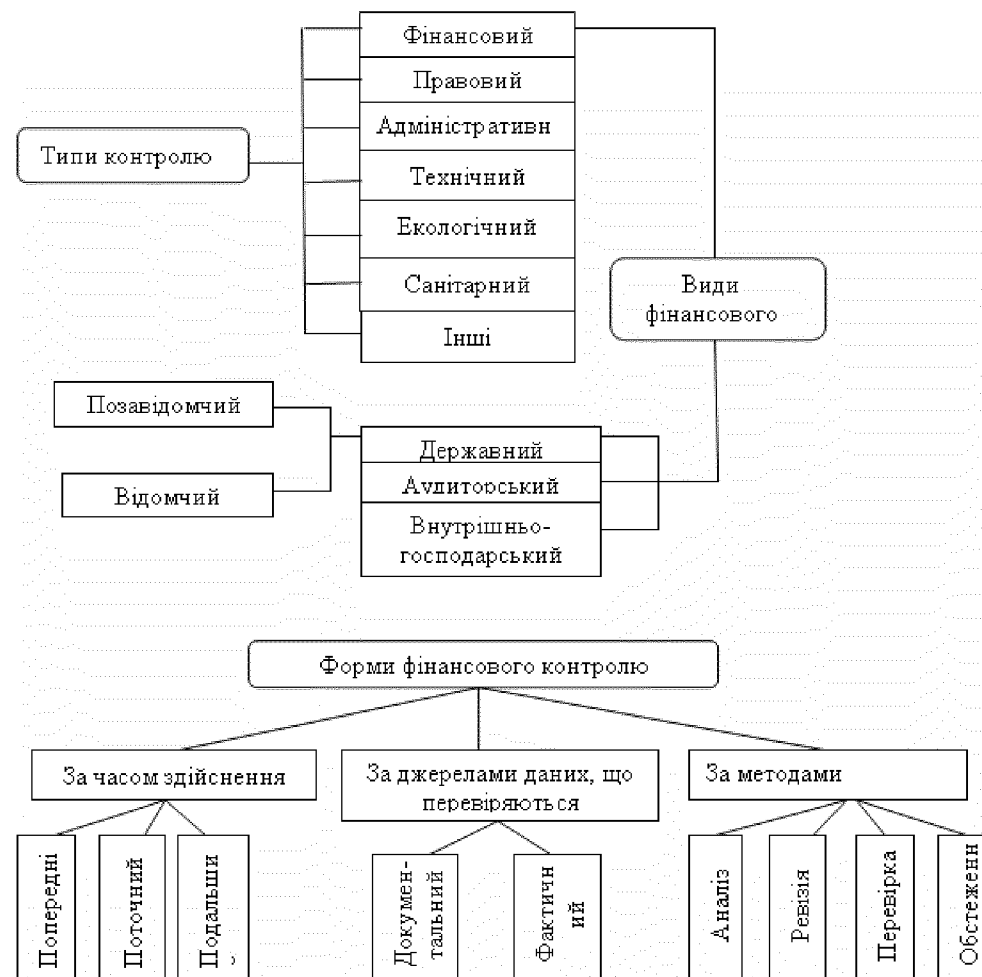 Фінансовий
Правовий
Адміністративн
Типи контролю
Технічний
Екологічний
Санітарний
Інші
Види
фінансового
Позавідомчий
Відомчий
Державний
Аудиторський
Внутрішньо-
господарський
Форми фінансового контролю
За часом здійснення
За джерелами даних, що
перевіряються
За методами
Попередні
Поточний
Подальши
Докумен-
тальний
Фактичн
ий
Аналіз
Ревізія
Перевірка
Обстеженн